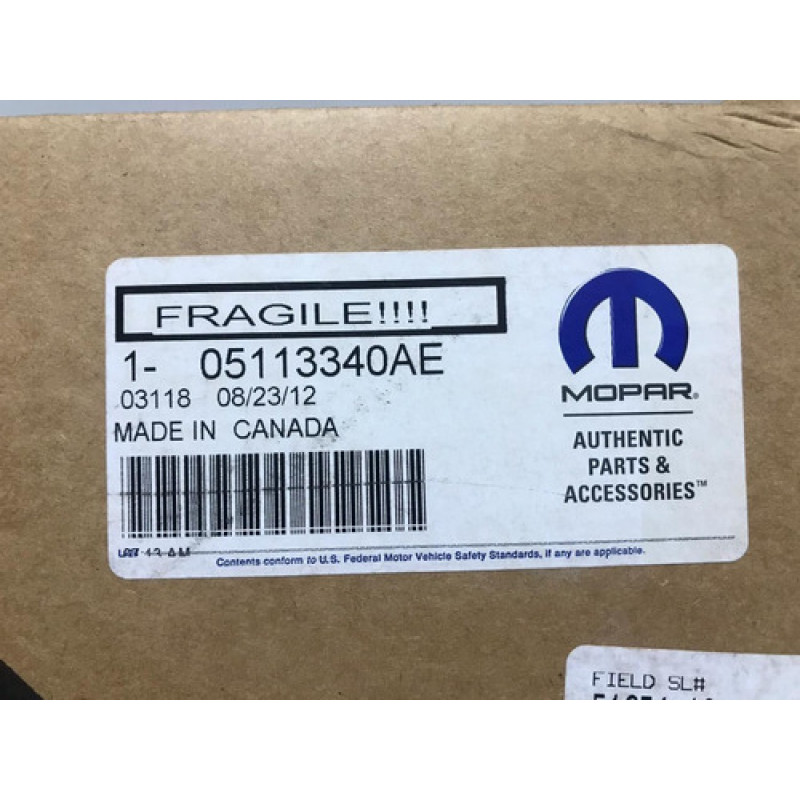 FRAGILE!!!!
1- 05113340AE
03118 08/23/12
MADE IN CANADA
Contents conform to U.S. Federal Motor Vehicle Safety Standards, if any are applicable.
MOPAR®
AUTHENTIC
PARTS &
ACCESSORIES™
FIELD SL#